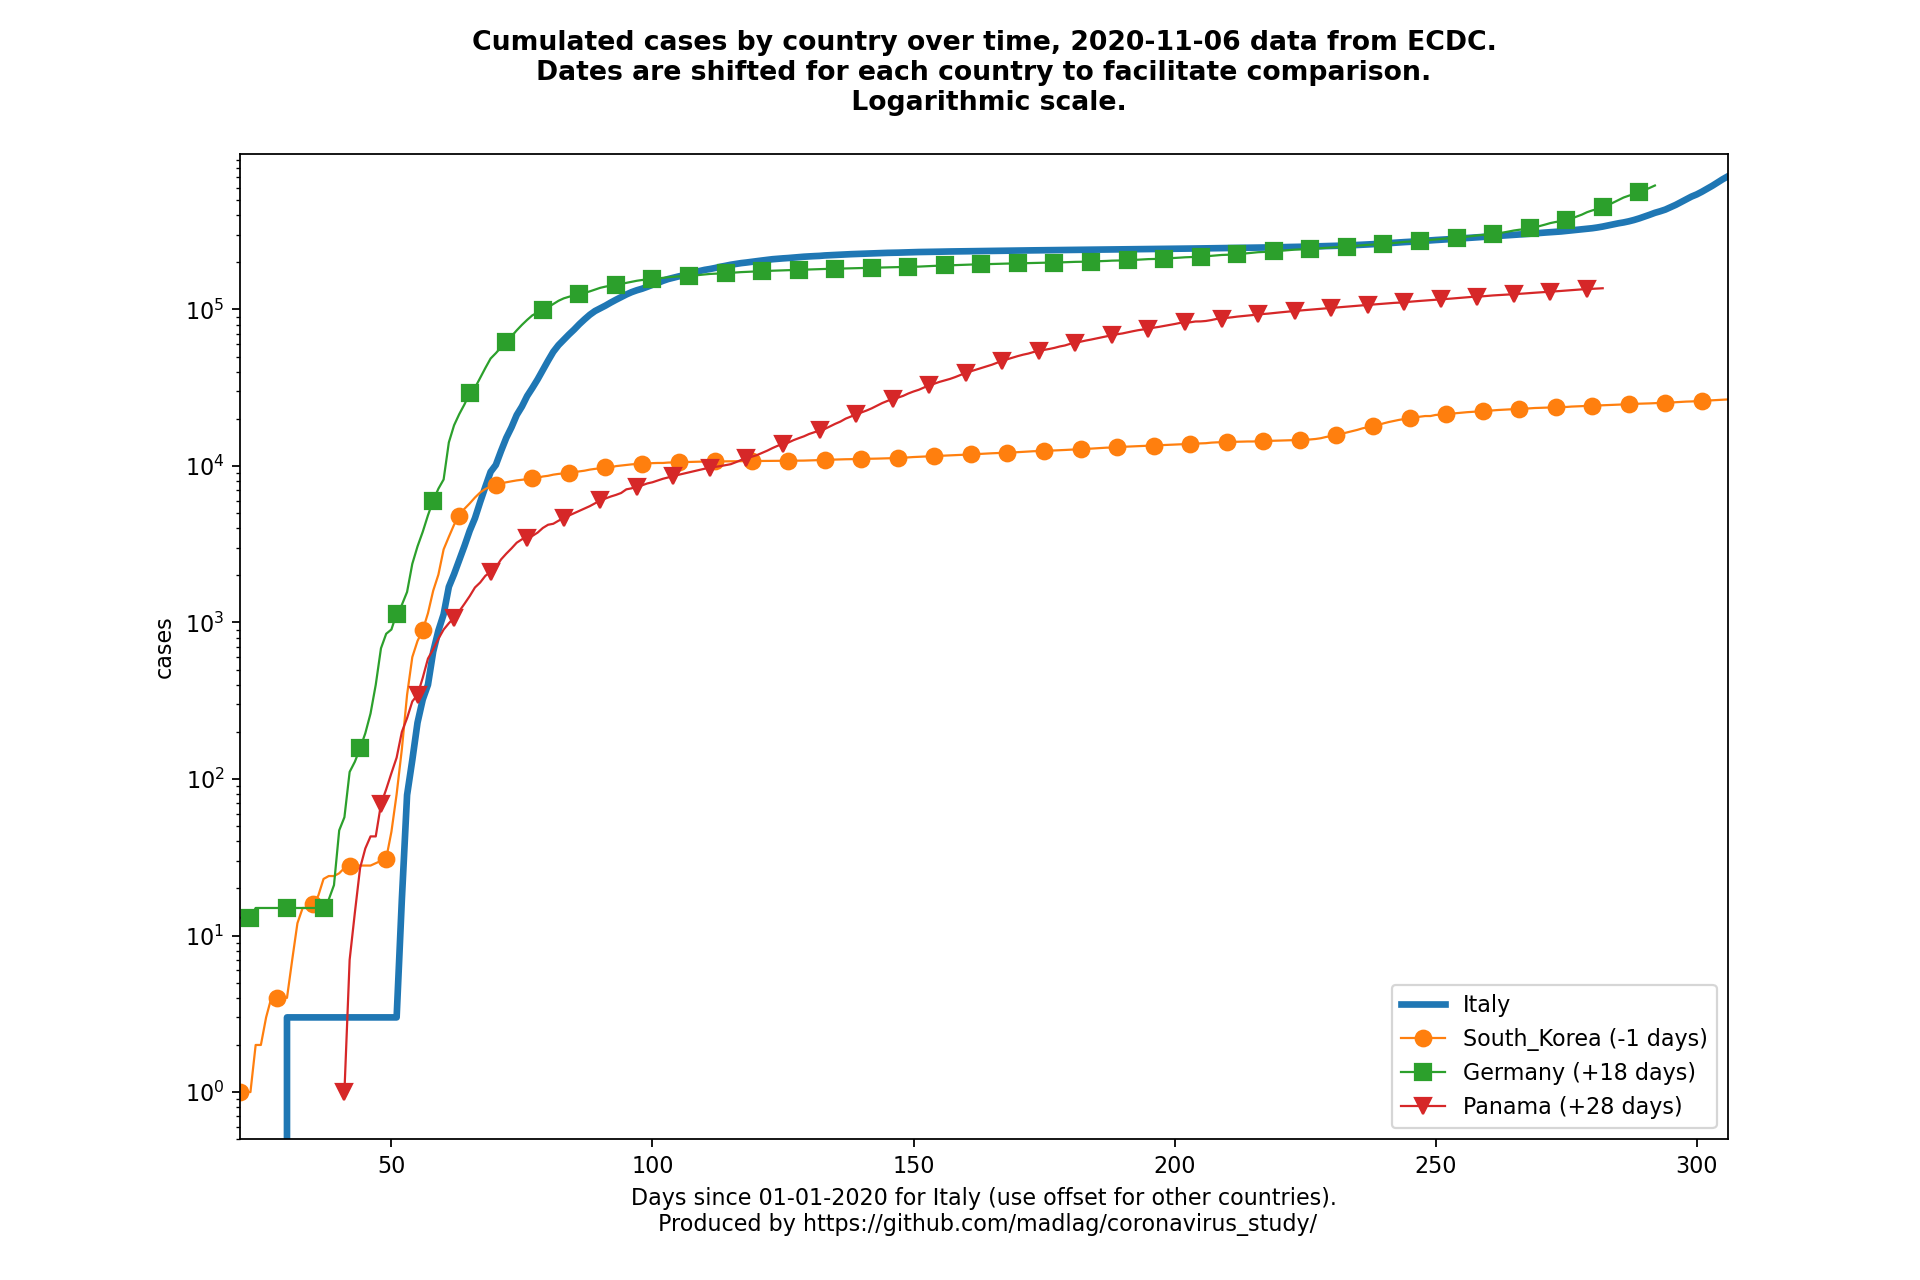 Cumulated cases by country over time, 2020-11-06 data from ECDC.
Dates are shifted for each country to facilitate comparison.
Logarithmic scale.
cases
10^5
10^4
10^3
10^2
10^1
10^0
Italy
South_Korea (-1 days)
Germany (+18 days)
Panama (+28 days)
50 100 150 200 250 300
Days since 01-01-2020 for Italy (use offset for other countries).
Produced by https://github.com/madlag/coronavirus_study/